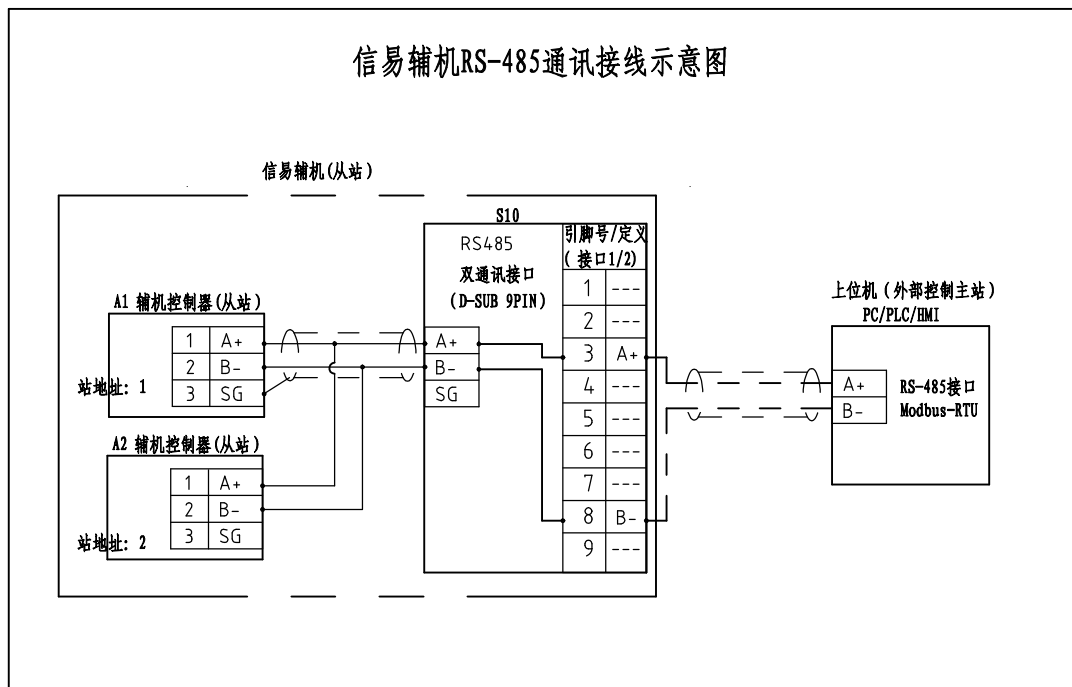 信易辅机RS-485通讯接线示意图
信易辅机(从站)
S10
RS485
双通讯接口
(D-SUB 9PIN)
引脚号/定义
( 接口1/2)
1 ---
2 ---
3 A+
4 ---
5 ---
6 ---
7 ---
8 B-
9 ---
A+
B-
SG
A1 辅机控制器(从站)
1 A+
2 B-
3 SG
站地址: 1
A2 辅机控制器(从站)
1 A+
2 B-
3 SG
站地址: 2
上位机(外部控制主站)
PC/PLC/HMI
A+
B-
RS-485接口
Modbus-RTU